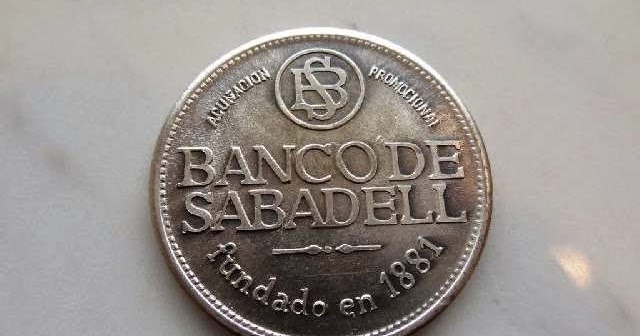 ACUÑACION PROMOCIONAL
BS
BANCO DE
SABADELL
fundado en 1881